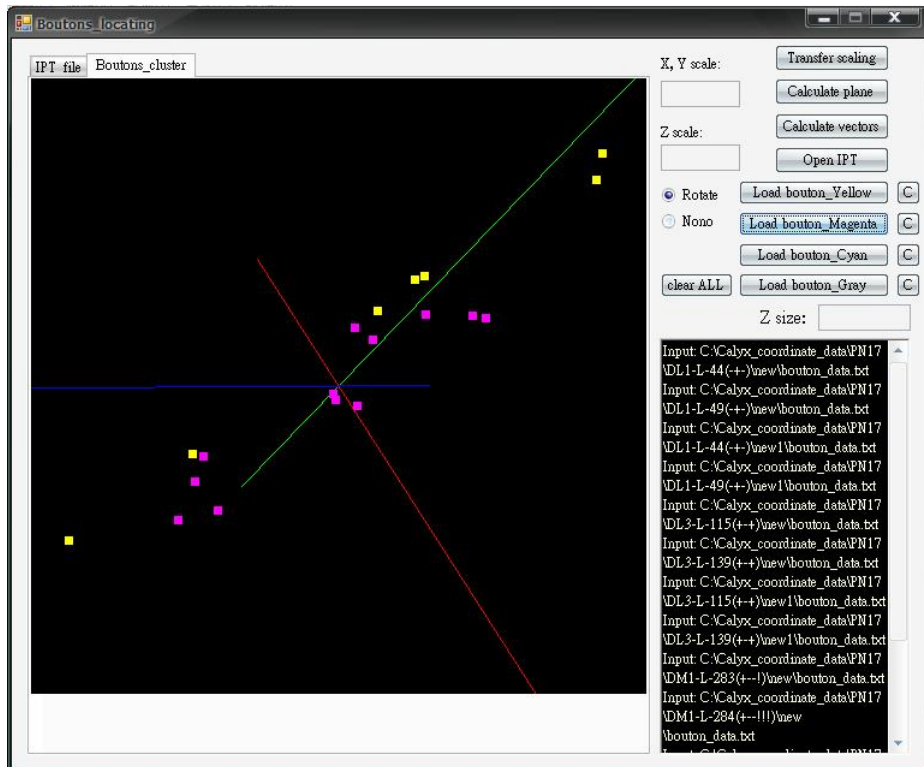 Boutons_locating
IPT_file Boutons_cluster
X, Y scale:
Transfer scaling
Calculate plane
Z scale:
Calculate vectors
Open IPT
Rotate
Load bouton_Yellow
C
Nono
Load bouton_Magenta
C
Load bouton_Cyan
C
clear ALL
Load bouton_Gray
C
Z size:
Input: C:\Calyx_coordinate_data\PN17
\DL1-L-44(-+-)\new\bouton_data.txt
Input: C:\Calyx_coordinate_data\PN17
\DL1-L-49(-+-)\new\bouton_data.txt
Input: C:\Calyx_coordinate_data\PN17
\DL1-L-44(-+-)\new1\bouton_data.txt
Input: C:\Calyx_coordinate_data\PN17
\DL1-L-49(-+-)\new1\bouton_data.txt
Input: C:\Calyx_coordinate_data\PN17
\DL3-L-115(+-+)\new\bouton_data.txt
Input: C:\Calyx_coordinate_data\PN17
\DL3-L-139(+-+)\new\bouton_data.txt
Input: C:\Calyx_coordinate_data\PN17
\DL3-L-115(+-+)\new1\bouton_data.txt
Input: C:\Calyx_coordinate_data\PN17
\DL3-L-139(+-+)\new1\bouton_data.txt
Input: C:\Calyx_coordinate_data\PN17
\DM1-L-283(+--!)\new\bouton_data.txt
Input: C:\Calyx_coordinate_data\PN17
\DM1-L-284(+--!!!)\new
\bouton_data.txt